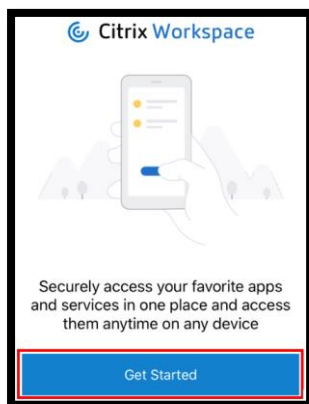 Citrix Workspace
Securely access your favorite apps
and services in one place and access
them anytime on any device
Get Started